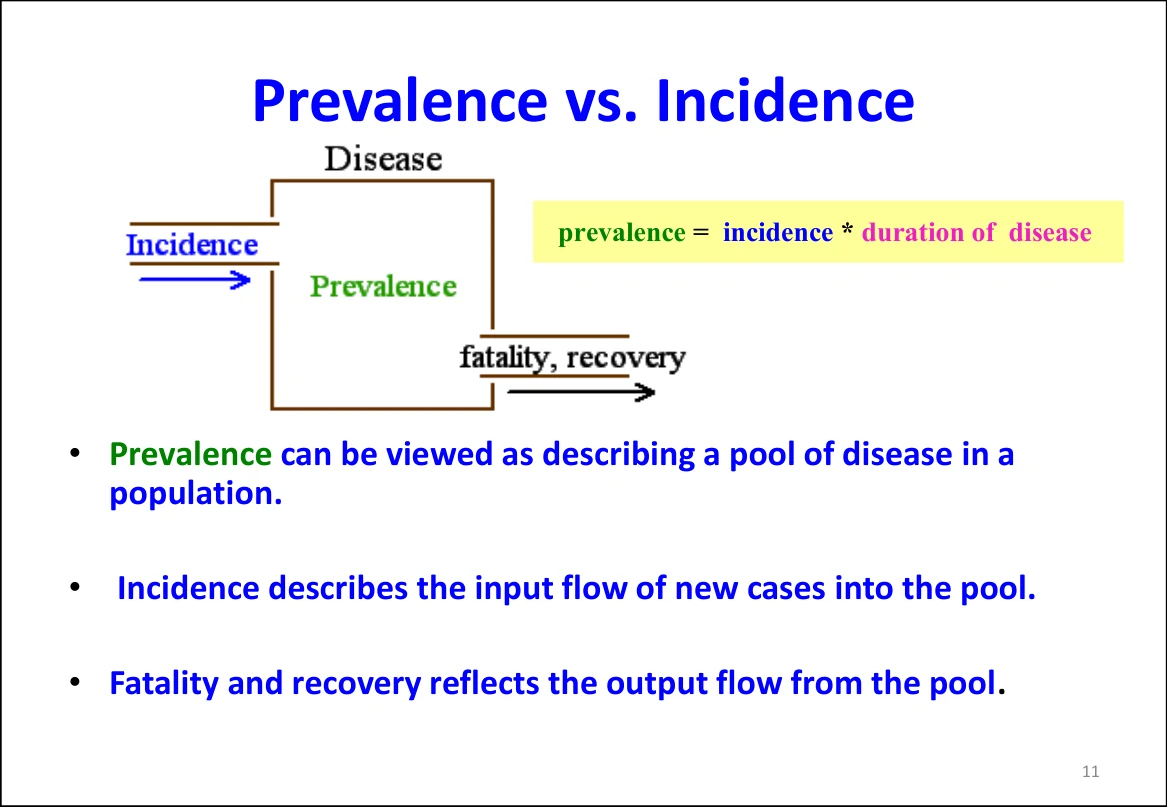 Prevalence vs. Incidence
Disease
prevalence = incidence * duration of disease
Incidence
Prevalence
fatality, recovery
• Prevalence can be viewed as describing a pool of disease in a
population.
• Incidence describes the input flow of new cases into the pool.
• Fatality and recovery reflects the output flow from the pool.
11